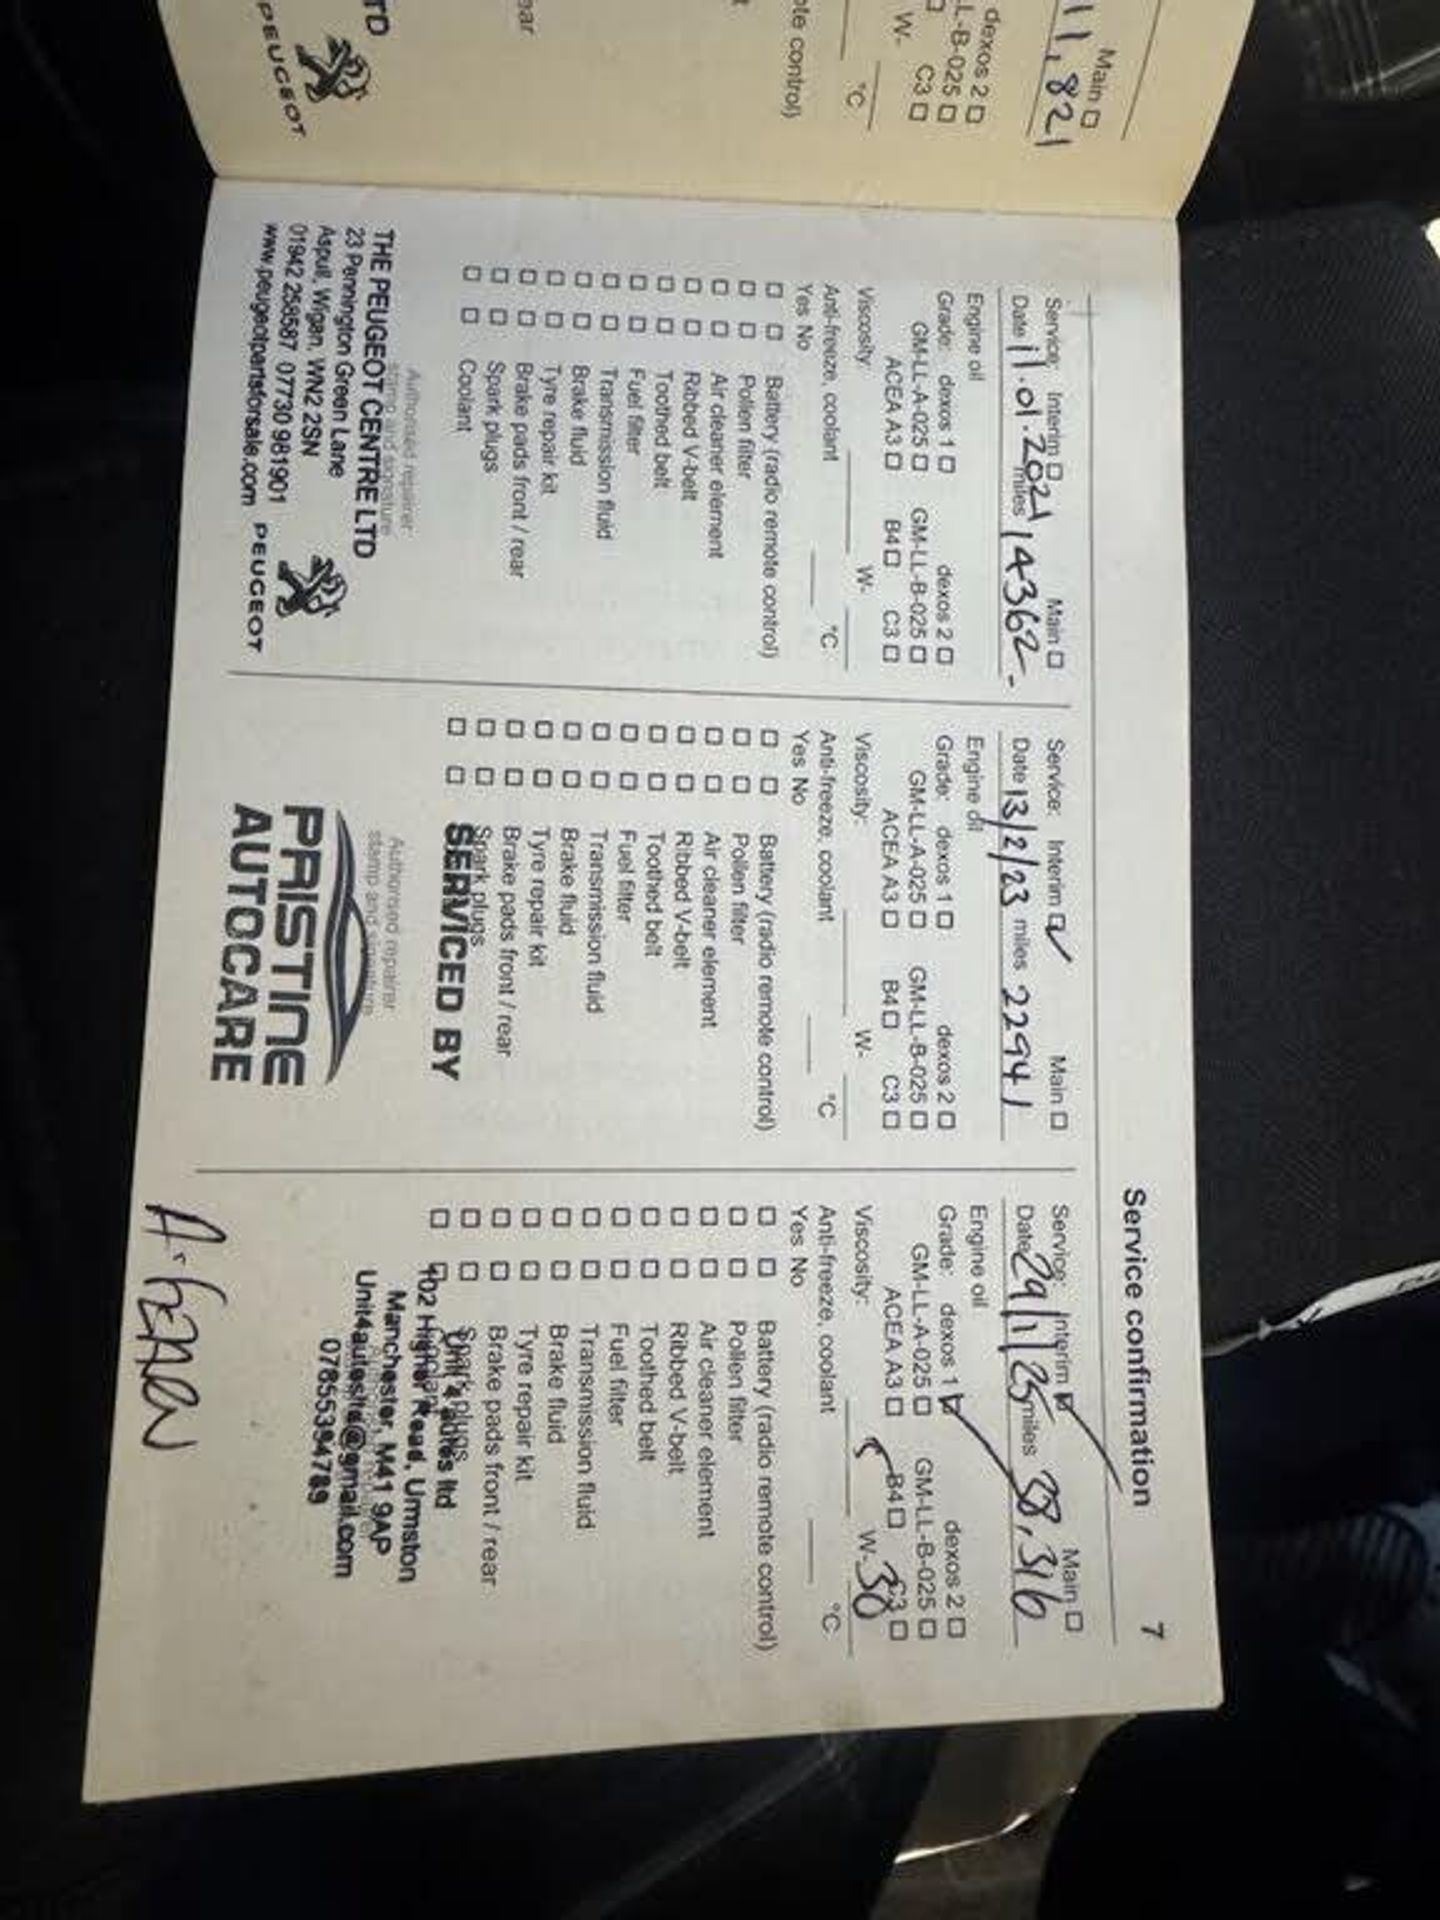 Main ☐
11,821
dexos 2 ☐
L-B-025 ☐
C3 ☐
W-
°C
ote control)
ear
TD
PEUGEOT
Service confirmation 7
Service: Interim ☐ Main ☐
Date 11.01.2021 miles 14362-
Engine oil
Grade: dexos 1 ☐ dexos 2 ☐
GM-LL-A-025 ☐ GM-LL-B-025 ☐
ACEA A3 ☐ B4 ☐ C3 ☐
Viscosity: W-
Anti-freeze, coolant °C
Yes No
☐ ☐ Battery (radio remote control)
☐ ☐ Pollen filter
☐ ☐ Air cleaner element
☐ ☐ Ribbed V-belt
☐ ☐ Toothed belt
☐ ☐ Fuel filter
☐ ☐ Transmission fluid
☐ ☐ Brake fluid
☐ ☐ Tyre repair kit
☐ ☐ Brake pads front / rear
☐ ☐ Spark plugs
☐ ☐ Coolant
Authorised repairer
stamp and signature
THE PEUGEOT CENTRE LTD
23 Pennington Green Lane
Aspull, Wigan, WN2 2SN
01942 258587 07730 981901
www.peugeotpartsforsale.com PEUGEOT
Service: Interim ☑ Main ☐
Date 13/2/23 miles 22941
Engine oil
Grade: dexos 1 ☐ dexos 2 ☐
GM-LL-A-025 ☐ GM-LL-B-025 ☐
ACEA A3 ☐ B4 ☐ C3 ☐
Viscosity: W-
Anti-freeze, coolant °C
Yes No
☐ ☐ Battery (radio remote control)
☐ ☐ Pollen filter
☐ ☐ Air cleaner element
☐ ☐ Ribbed V-belt
☐ ☐ Toothed belt
☐ ☐ Fuel filter
☐ ☐ Transmission fluid
☐ ☐ Brake fluid
☐ ☐ Tyre repair kit
☐ ☐ Brake pads front / rear
☐ ☐ Spark plugs
☐ ☐ SERVICED BY
Authorised repairer
stamp and signature
PRISTINE
AUTOCARE
Service: Interim ☑ Main ☐
Date 29/1/25 miles 38,316
Engine oil
Grade: dexos 1 ☑ dexos 2 ☐
GM-LL-A-025 ☐ GM-LL-B-025 ☐
ACEA A3 ☐ B4 ☐ C3 ☐
Viscosity: 5 W-30
Anti-freeze, coolant °C
Yes No
☐ ☐ Battery (radio remote control)
☐ ☐ Pollen filter
☐ ☐ Air cleaner element
☐ ☐ Ribbed V-belt
☐ ☐ Toothed belt
☐ ☐ Fuel filter
☐ ☐ Transmission fluid
☐ ☐ Brake fluid
☐ ☐ Tyre repair kit
☐ ☐ Brake pads front / rear
☐ ☐ Spark plugs
☐ ☐ Coolant
Unit 4 autos ltd
102 Higher Road, Urmston
Manchester, M41 9AP
Unit4autosltd@gmail.com
07855394789